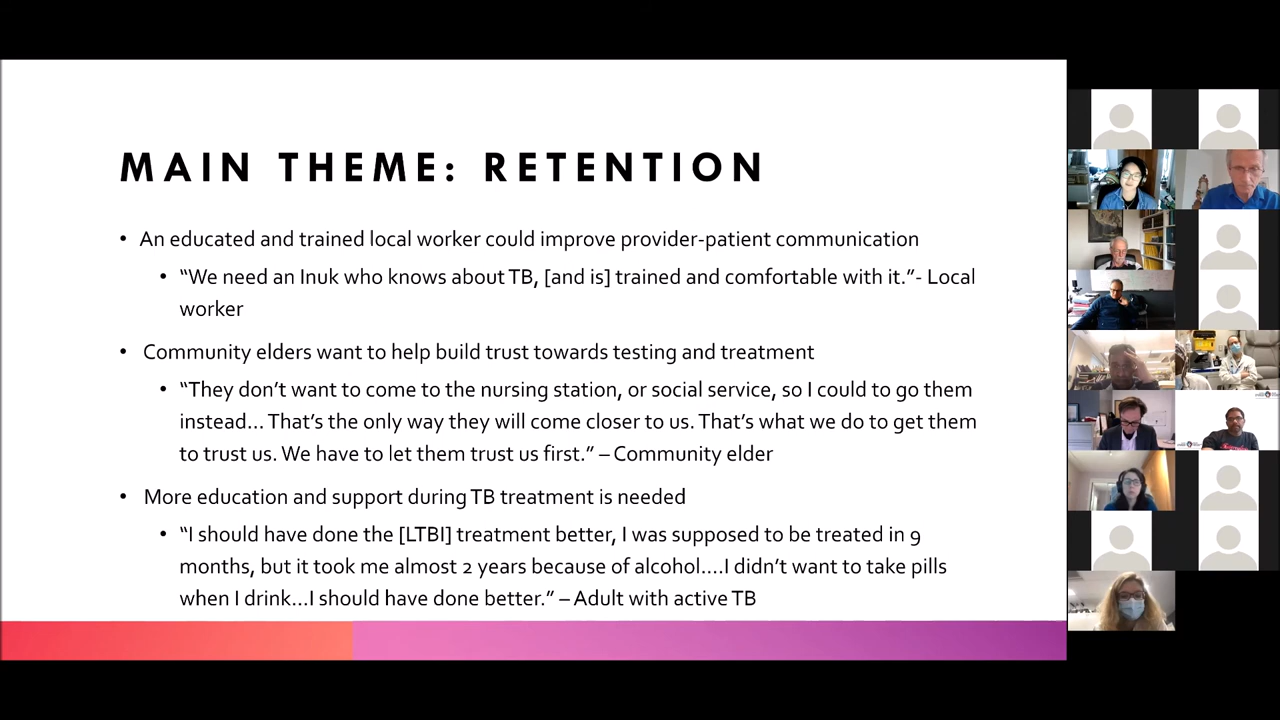 MAIN THEME: RETENTION
• An educated and trained local worker could improve provider-patient communication
• “We need an Inuk who knows about TB, [and is] trained and comfortable with it.”- Local
worker
• Community elders want to help build trust towards testing and treatment
• “They don’t want to come to the nursing station, or social service, so I could to go them
instead… That’s the only way they will come closer to us. That’s what we do to get them
to trust us. We have to let them trust us first.” – Community elder
• More education and support during TB treatment is needed
• “I should have done the [LTBI] treatment better, I was supposed to be treated in 9
months, but it took me almost 2 years because of alcohol….I didn’t want to take pills
when I drink…I should have done better.” – Adult with active TB